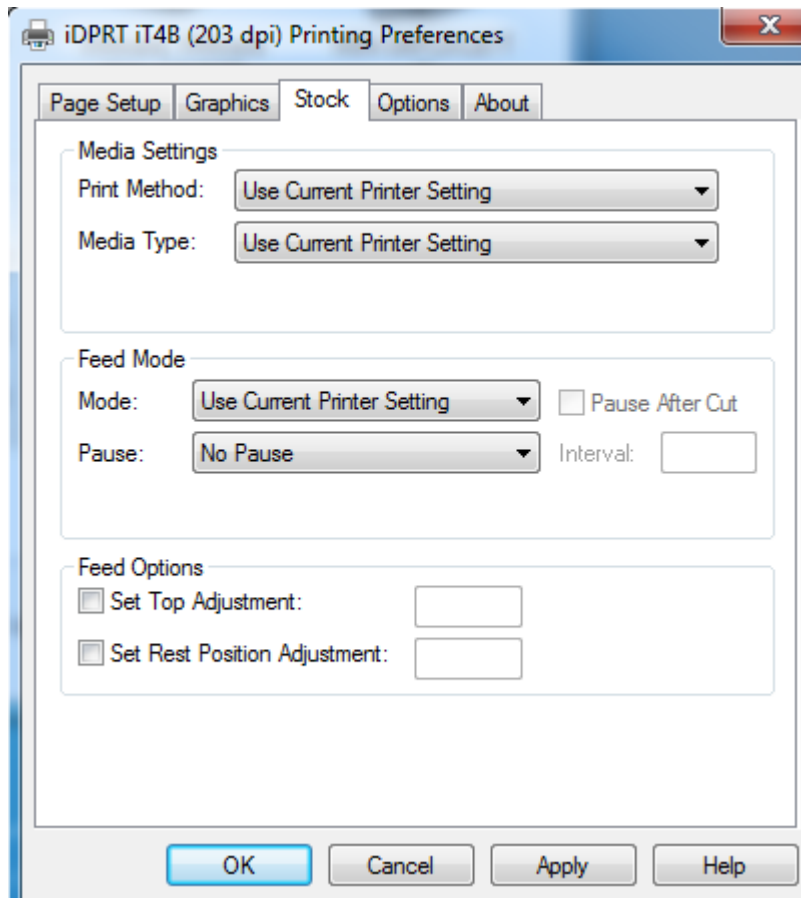 iDPRT iT4B (203 dpi) Printing Preferences
Page Setup Graphics Stock Options About
Media Settings
Print Method: Use Current Printer Setting
Media Type: Use Current Printer Setting
Feed Mode
Mode: Use Current Printer Setting Pause After Cut
Pause: No Pause Interval:
Feed Options
Set Top Adjustment:
Set Rest Position Adjustment:
OK Cancel Apply Help